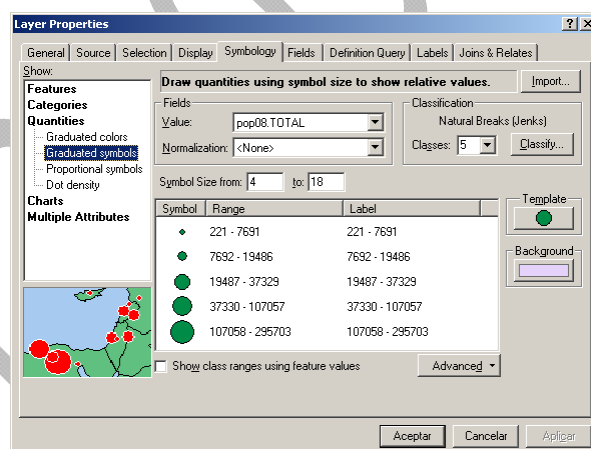 Layer Properties
General Source Selection Display Symbology Fields Definition Query Labels Joins & Relates
Show:
Features
Categories
Quantities
Graduated colors
Graduated symbols
Proportional symbols
Dot density
Charts
Multiple Attributes
Draw quantities using symbol size to show relative values.
Import...
Fields
Value: pop08.TOTAL
Normalization: <None>
Classification
Natural Breaks (Jenks)
Classes: 5 Classify...
Symbol Size from: 4 to: 18
Symbol Range Label
221 - 7691 221 - 7691
7692 - 19486 7692 - 19486
19487 - 37329 19487 - 37329
37330 - 107057 37330 - 107057
107058 - 295703 107058 - 295703
Template
Background
Show class ranges using feature values
Advanced
Aceptar Cancelar Aplicar